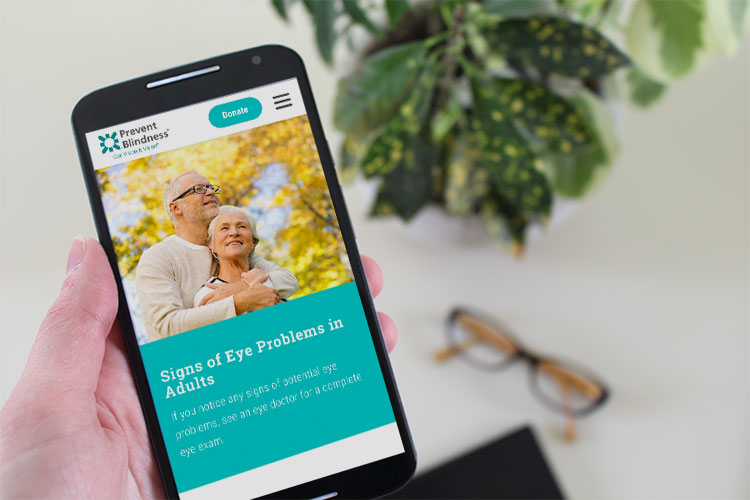 Prevent
Blindness®
Our Vision Is Vision®
Donate
Signs of Eye Problems in
Adults
If you notice any signs of potential eye
problems, see an eye doctor for a complete
eye exam.